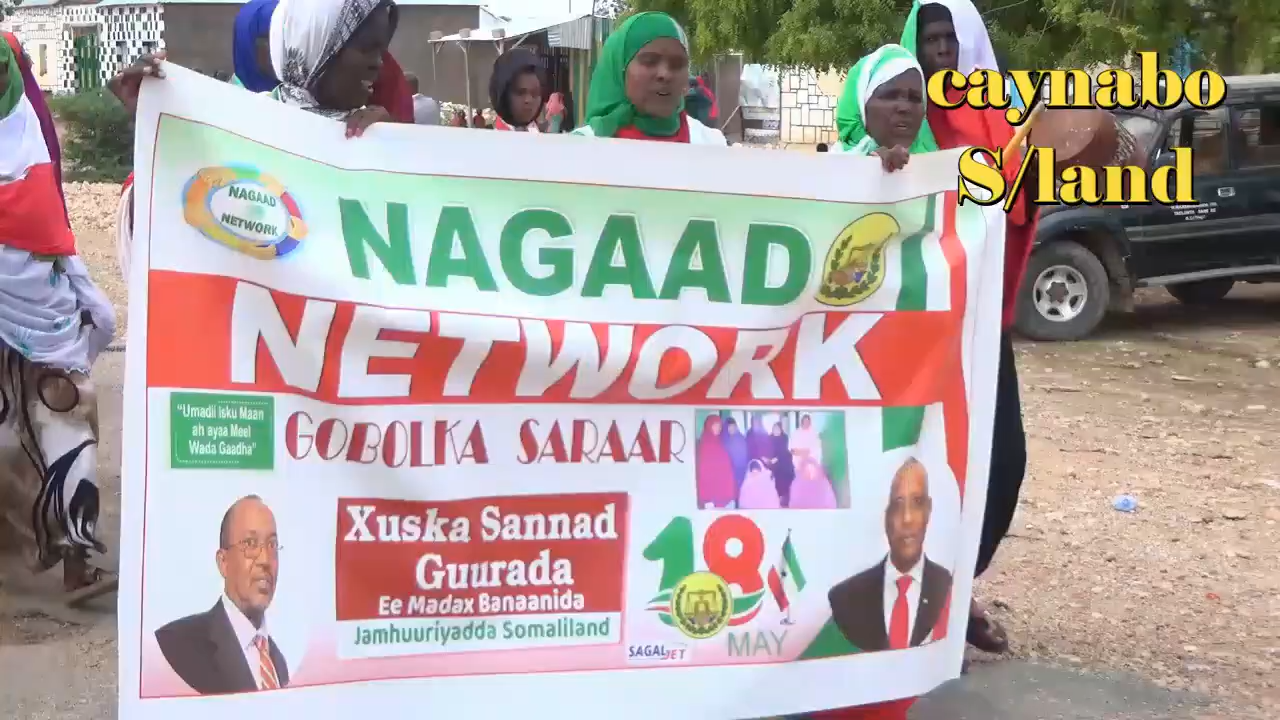 caynabo
S/land
NAGAAD
NETWORK
NAGAAD
NETWORK
"Umadii Isku Maan
ah ayaa Meel
Wada Gaadha"
GOBOLKA SARAAR
Xuska Sannad
Guurada
Ee Madax Banaanida
Jamhuuriyadda Somaliland
18
MAY
SAGALJET